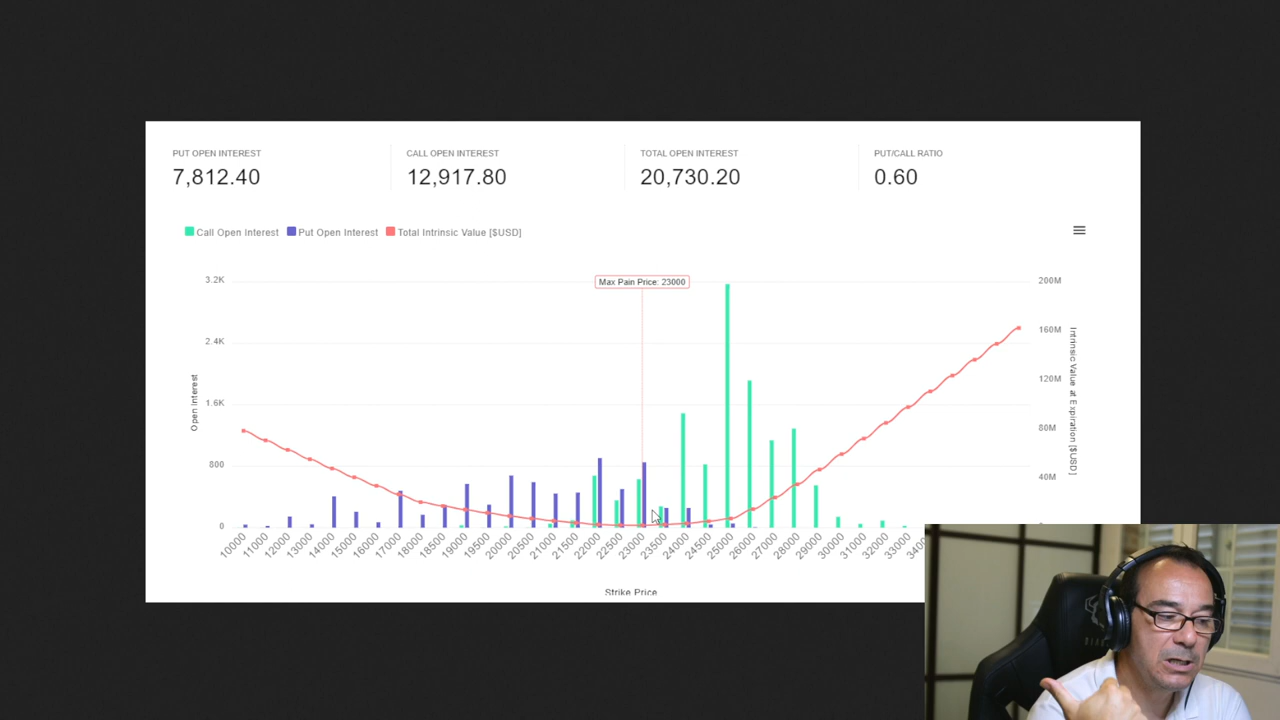 PUT OPEN INTEREST
7,812.40
CALL OPEN INTEREST
12,917.80
TOTAL OPEN INTEREST
20,730.20
PUT/CALL RATIO
0.60
Call Open Interest Put Open Interest Total Intrinsic Value [$USD]
Max Pain Price: 23000
3.2K
2.4K
1.6K
800
0
Open Interest
200M
160M
120M
80M
40M
Intrinsic Value at Expiration [$USD]
10000 11000 12000 13000 14000 15000 16000 17000 18000 18500 19000 19500 20000 20500 21000 21500 22000 22500 23000 23500 24000 24500 25000 26000 27000 28000 29000 30000 31000 32000 33000
Strike Price